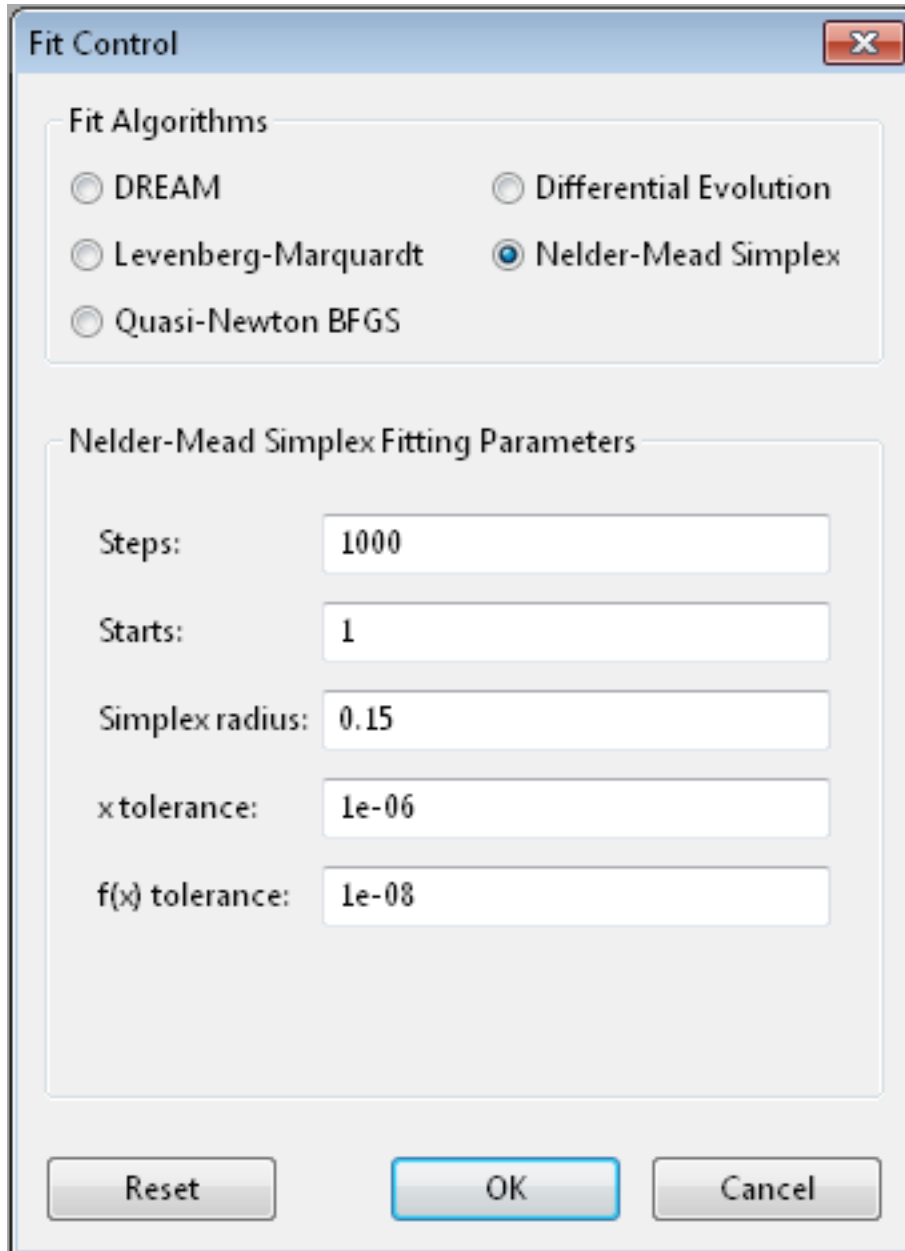 Fit Control
Fit Algorithms
DREAM
Differential Evolution
Levenberg-Marquardt
Nelder-Mead Simplex
Quasi-Newton BFGS
Nelder-Mead Simplex Fitting Parameters
Steps: 1000
Starts: 1
Simplex radius: 0.15
x tolerance: 1e-06
f(x) tolerance: 1e-08
Reset OK Cancel